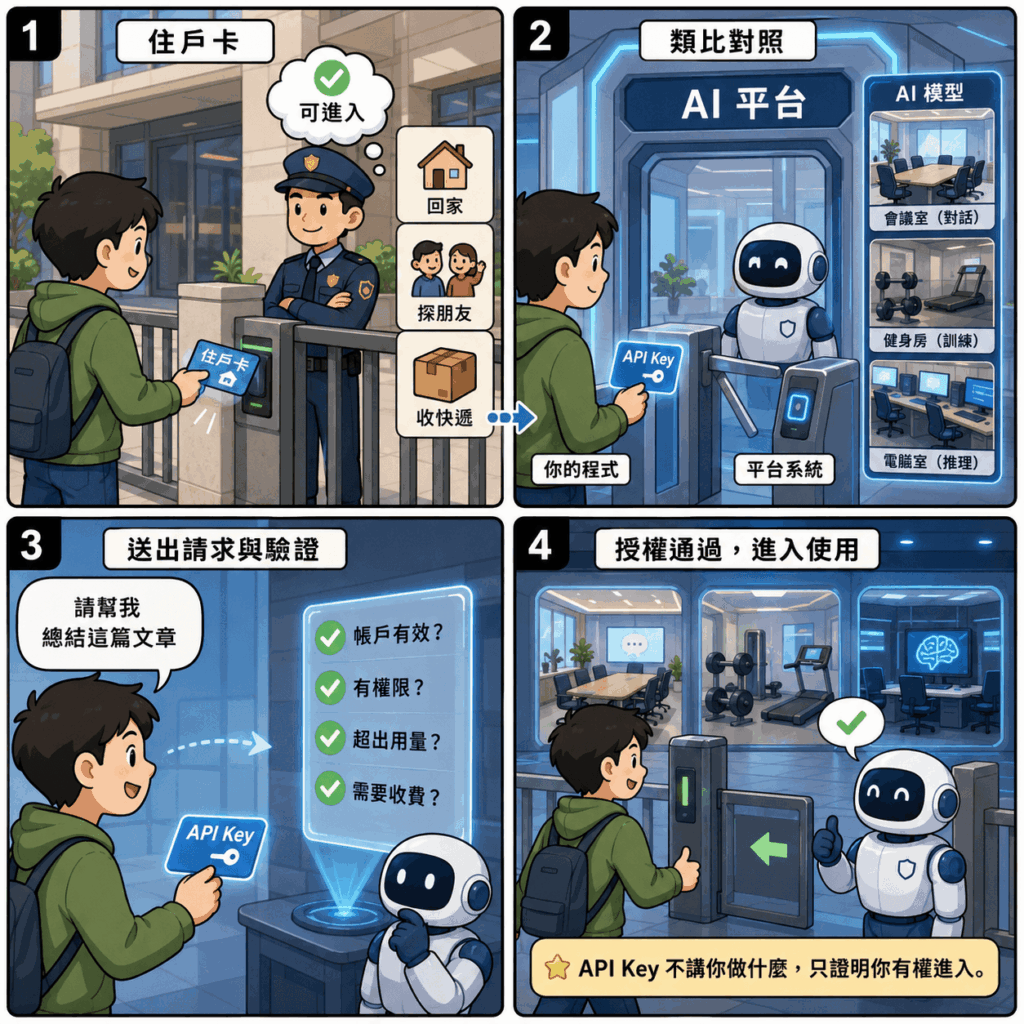 1
住戶卡
可進入
回家
探朋友
收快遞
住戶卡
2
類比對照
AI 平台
AI 模型
會議室（對話）
健身房（訓練）
電腦室（推理）
API Key
你的程式
平台系統
3
送出請求與驗證
請幫我
總結這篇文章
帳戶有效？
有權限？
超出用量？
需要收費？
API Key
4
授權通過，進入使用
API Key 不講你做什麼，只證明你有權進入。